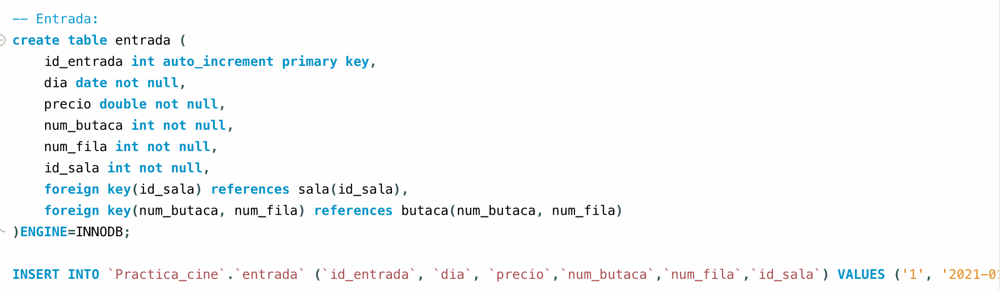 -- Entrada:
create table entrada (
    id_entrada int auto_increment primary key,
    dia date not null,
    precio double not null,
    num_butaca int not null,
    num_fila int not null,
    id_sala int not null,
    foreign key(id_sala) references sala(id_sala),
    foreign key(num_butaca, num_fila) references butaca(num_butaca, num_fila)
)ENGINE=INNODB;
INSERT INTO `Practica_cine`.`entrada` (`id_entrada`, `dia`, `precio`,`num_butaca`,`num_fila`,`id_sala`) VALUES ('1', '2021-01